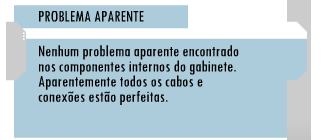 PROBLEMA APARENTE
Nenhum problema aparente encontrado
nos componentes internos do gabinete.
Aparentemente todos os cabos e
conexões estão perfeitas.